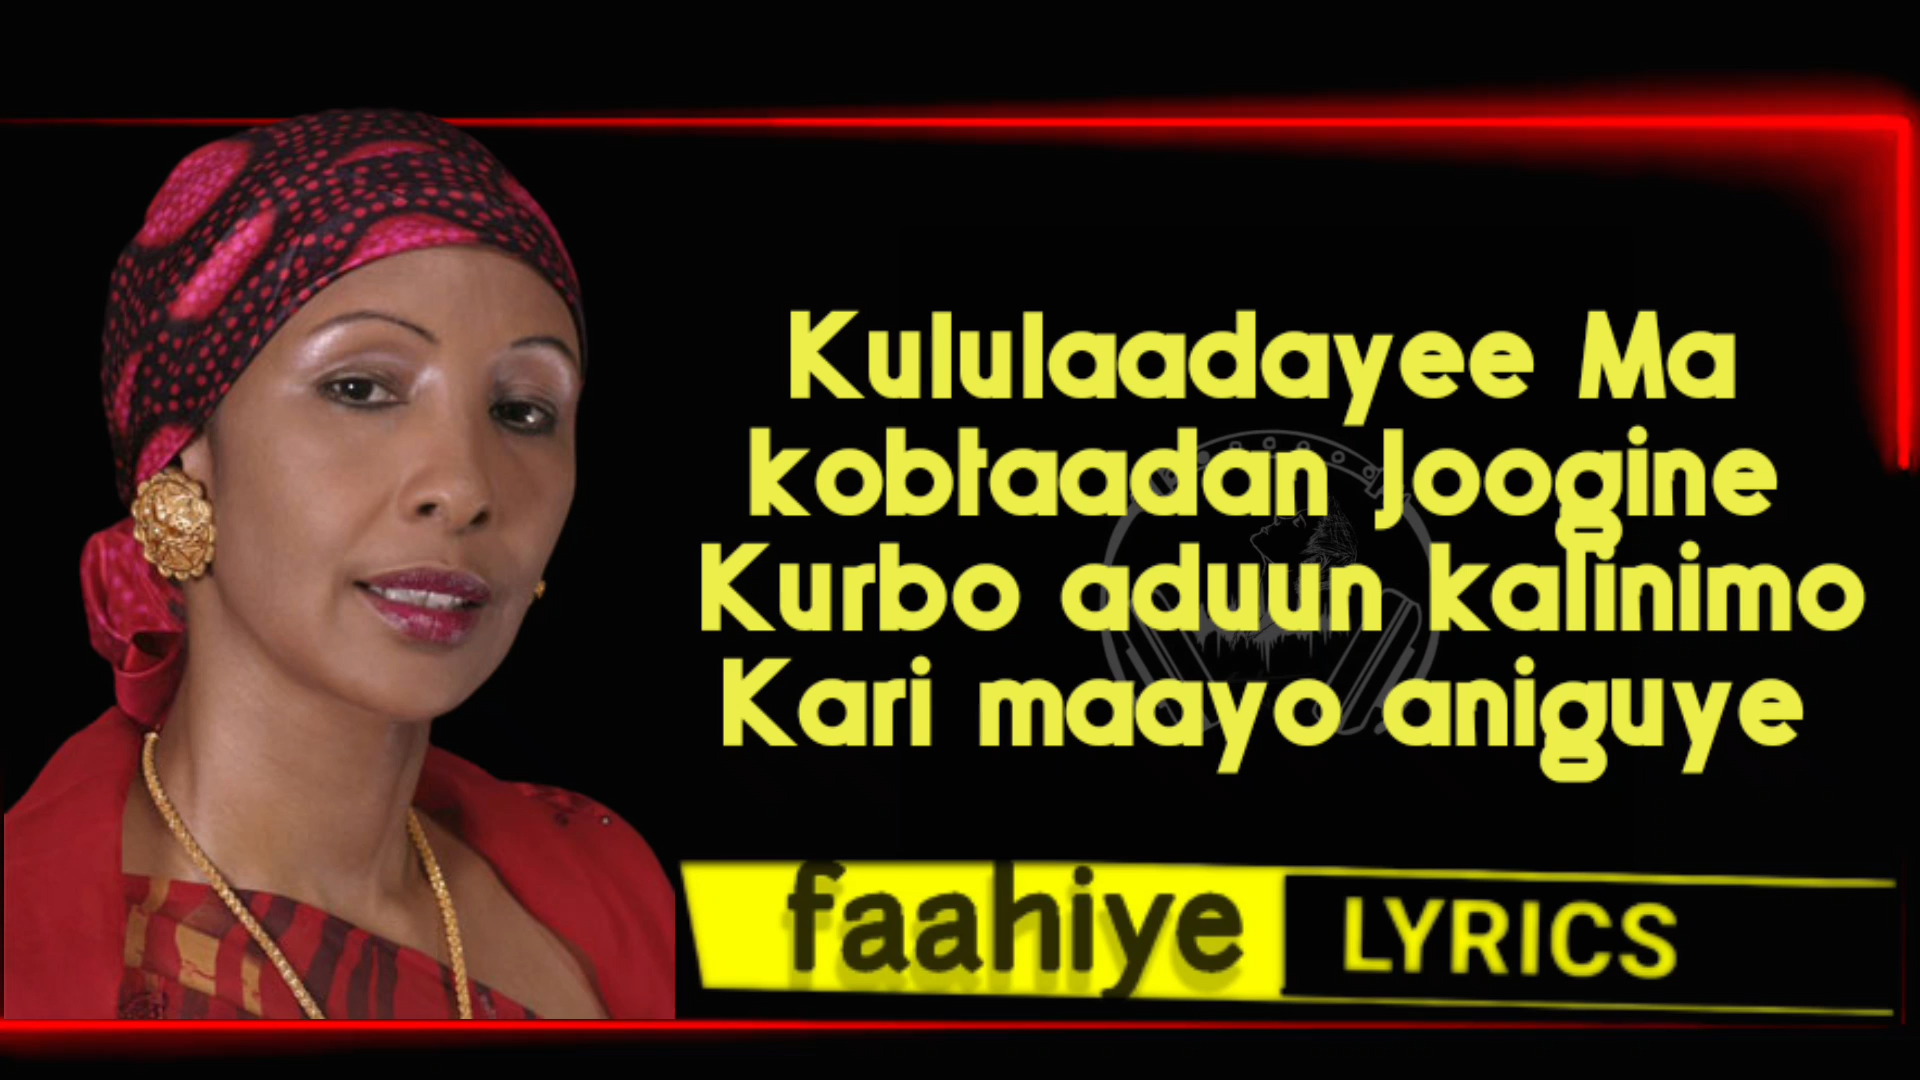 Kululaadayee Ma
kobtaadan Joogine
Kurbo aduun kalinimo
Kari maayo aniguye
faahiye LYRICS